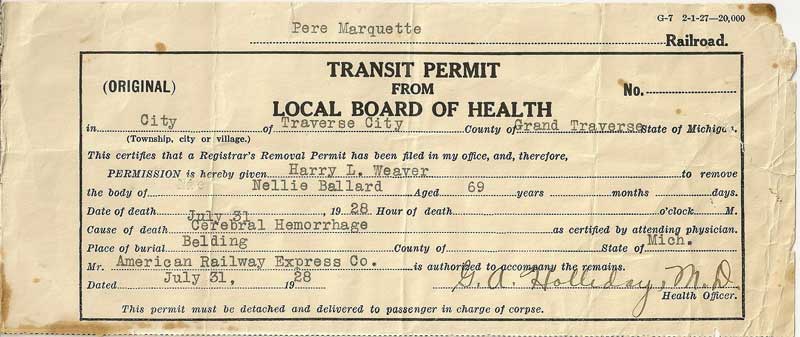 G-7 2-1-27—20,000
Pere Marquette Railroad.
(ORIGINAL)
TRANSIT PERMIT
FROM
LOCAL BOARD OF HEALTH
No.
in City of Traverse City County of Grand Traverse State of Michigan.
(Township, city or village.)
This certifies that a Registrar's Removal Permit has been filed in my office, and, therefore,
PERMISSION is hereby given Harry L. Weaver to remove
the body of Nellie Ballard Aged 69 years months days.
Date of death July 31 1928 Hour of death o'clock M.
Cause of death Cerebral Hemorrhage as certified by attending physician.
Place of burial Belding County of State of Mich.
Mr. American Railway Express Co. is authorized to accompany the remains.
Dated July 31, 1928 G. A. Holliday, M.D.
Health Officer.
This permit must be detached and delivered to passenger in charge of corpse.